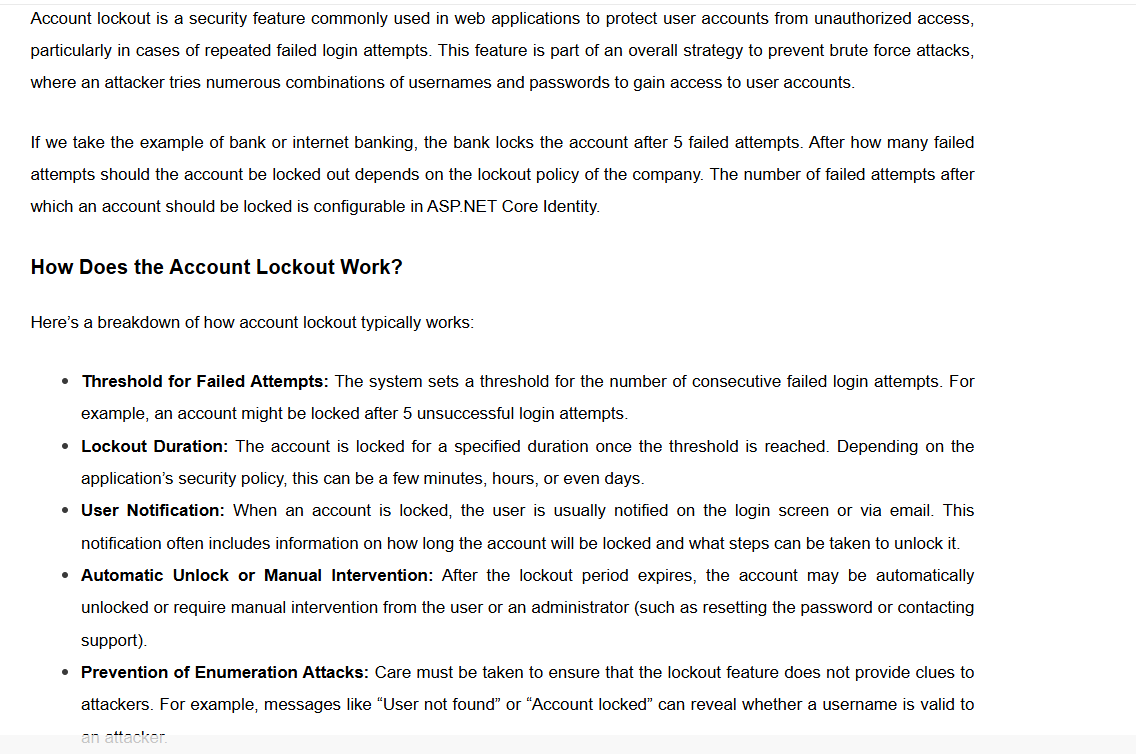 Account lockout is a security feature commonly used in web applications to protect user accounts from unauthorized access,
particularly in cases of repeated failed login attempts. This feature is part of an overall strategy to prevent brute force attacks,
where an attacker tries numerous combinations of usernames and passwords to gain access to user accounts.
If we take the example of bank or internet banking, the bank locks the account after 5 failed attempts. After how many failed
attempts should the account be locked out depends on the lockout policy of the company. The number of failed attempts after
which an account should be locked is configurable in ASP.NET Core Identity.
How Does the Account Lockout Work?
Here’s a breakdown of how account lockout typically works:
• Threshold for Failed Attempts: The system sets a threshold for the number of consecutive failed login attempts. For
example, an account might be locked after 5 unsuccessful login attempts.
• Lockout Duration: The account is locked for a specified duration once the threshold is reached. Depending on the
application’s security policy, this can be a few minutes, hours, or even days.
• User Notification: When an account is locked, the user is usually notified on the login screen or via email. This
notification often includes information on how long the account will be locked and what steps can be taken to unlock it.
• Automatic Unlock or Manual Intervention: After the lockout period expires, the account may be automatically
unlocked or require manual intervention from the user or an administrator (such as resetting the password or contacting
support).
• Prevention of Enumeration Attacks: Care must be taken to ensure that the lockout feature does not provide clues to
attackers. For example, messages like “User not found” or “Account locked” can reveal whether a username is valid to
an attacker.